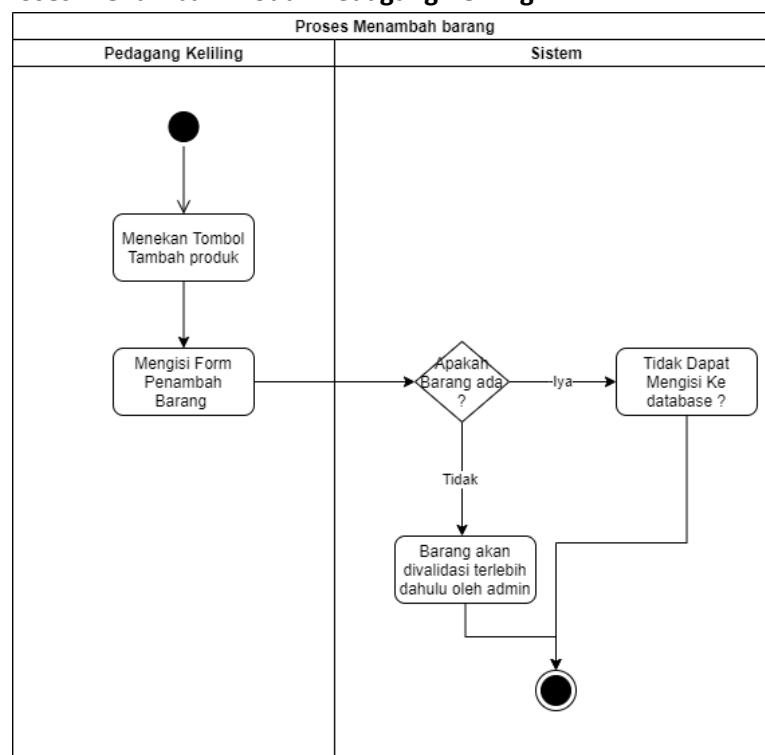 Proses Menambah barang
Pedagang Keliling
Sistem
Menekan Tombol
Tambah produk
Mengisi Form
Penambah
Barang
Apakah
Barang ada
?
Iya
Tidak Dapat
Mengisi Ke
database ?
Tidak
Barang akan
divalidasi terlebih
dahulu oleh admin